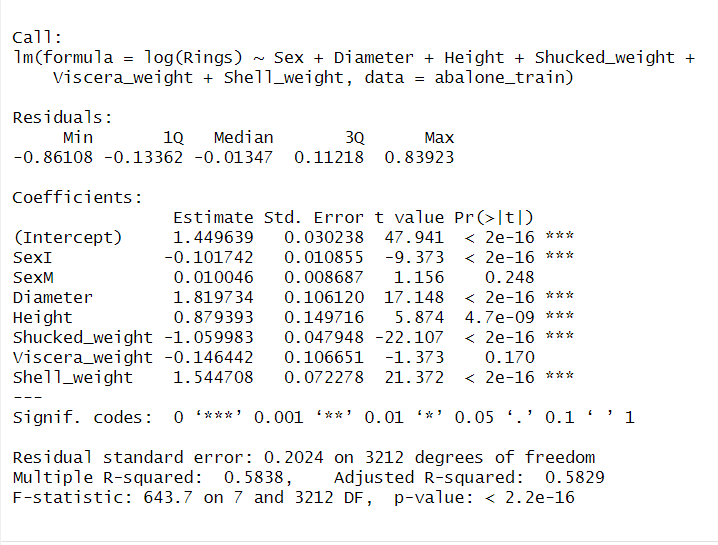 Call:
lm(formula = log(Rings) ~ Sex + Diameter + Height + Shucked_weight +
    Viscera_weight + Shell_weight, data = abalone_train)
Residuals:
     Min       1Q   Median       3Q      Max
-0.86108 -0.13362 -0.01347  0.11218  0.83923
Coefficients:
                Estimate Std. Error t value Pr(>|t|)
(Intercept)     1.449639   0.030238  47.941  < 2e-16 ***
SexI           -0.101742   0.010855  -9.373  < 2e-16 ***
SexM            0.010046   0.008687   1.156    0.248
Diameter        1.819734   0.106120  17.148  < 2e-16 ***
Height          0.879393   0.149716   5.874  4.7e-09 ***
Shucked_weight -1.059983   0.047948 -22.107  < 2e-16 ***
Viscera_weight -0.146442   0.106651  -1.373    0.170
Shell_weight    1.544708   0.072278  21.372  < 2e-16 ***
---
Signif. codes:  0 ‘***’ 0.001 ‘**’ 0.01 ‘*’ 0.05 ‘.’ 0.1 ‘ ’ 1
Residual standard error: 0.2024 on 3212 degrees of freedom
Multiple R-squared:  0.5838,    Adjusted R-squared:  0.5829
F-statistic: 643.7 on 7 and 3212 DF,  p-value: < 2.2e-16